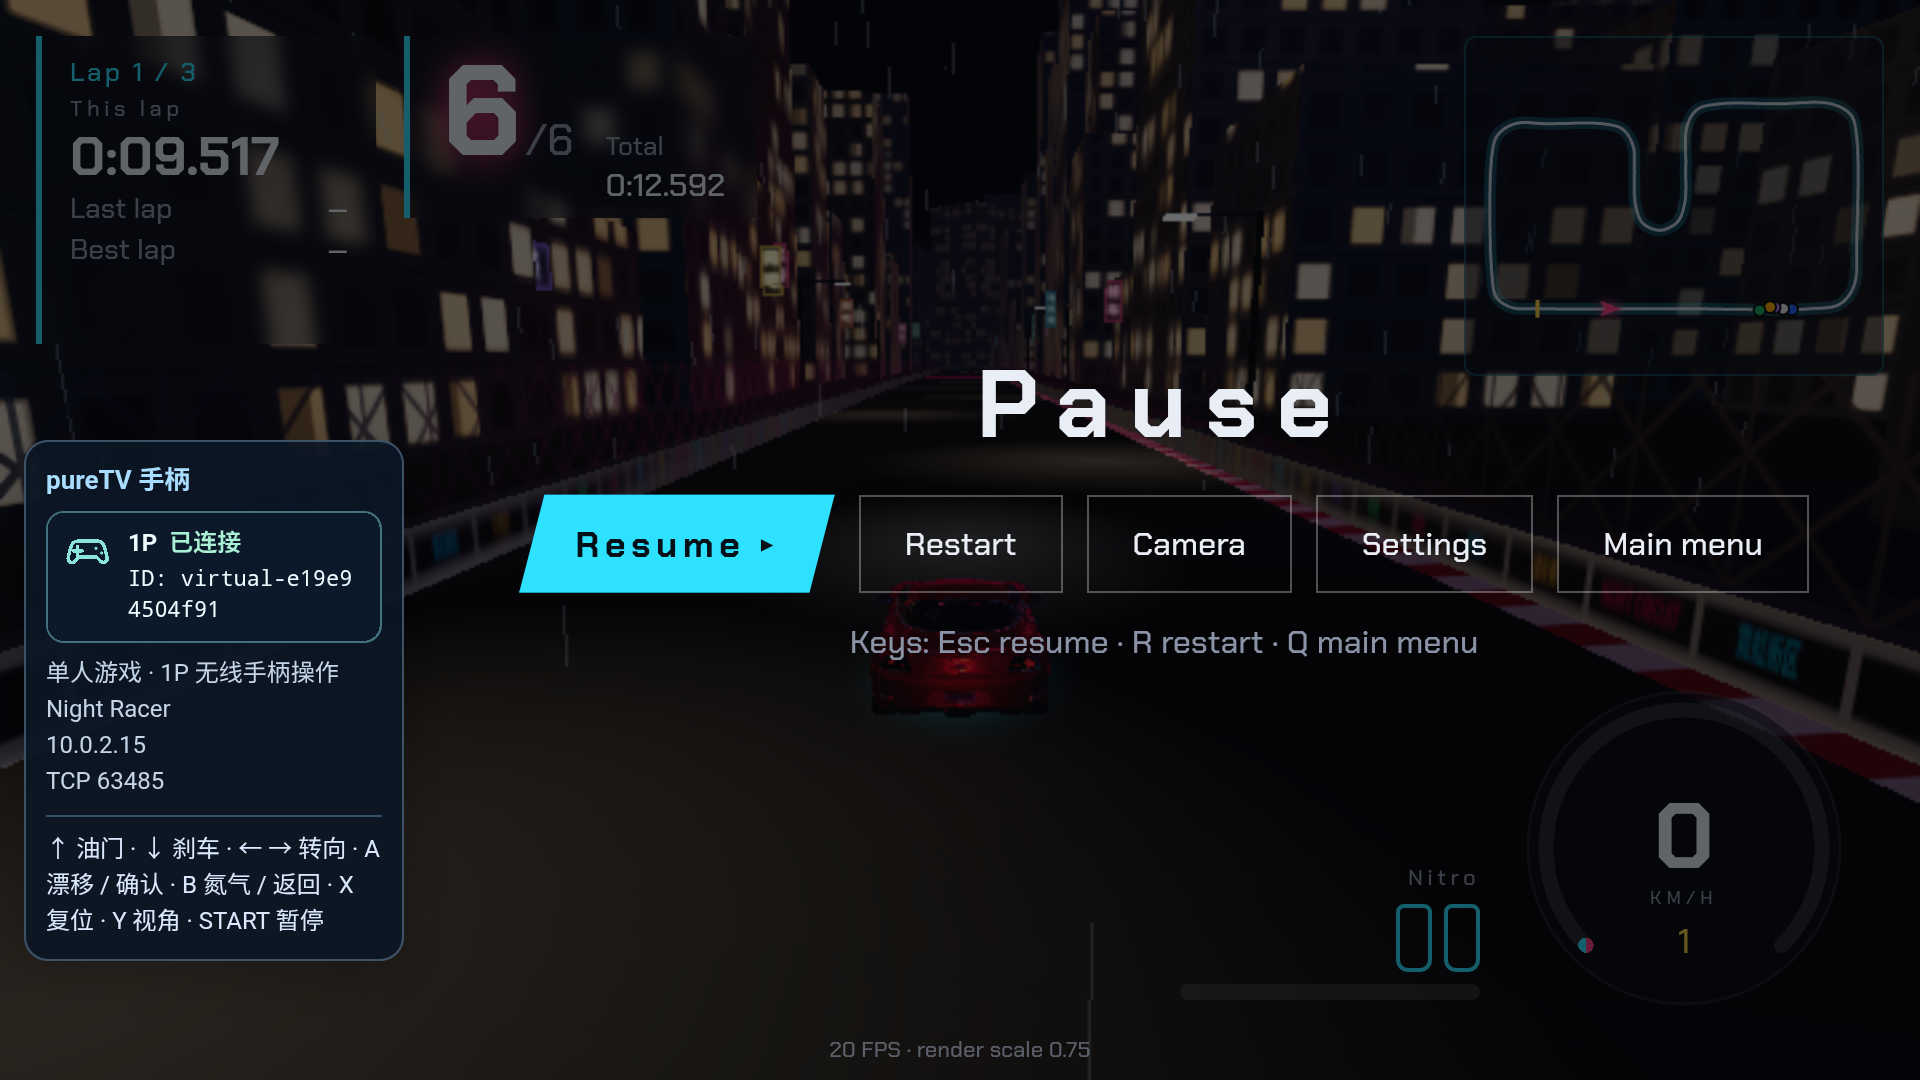 Lap 1 / 3
This lap
0:09.517
Last lap —
Best lap —
6/6
Total
0:12.592
Pause
Resume ▸
Restart
Camera
Settings
Main menu
Keys: Esc resume · R restart · Q main menu
pureTV 手柄
1P 已连接
ID: virtual-e19e9
4504f91
单人游戏 · 1P 无线手柄操作
Night Racer
10.0.2.15
TCP 63485
↑ 油门 · ↓ 刹车 · ←→ 转向 · A
漂移 / 确认 · B 氮气 / 返回 · X
复位 · Y 视角 · START 暂停
Nitro
0
KM/H
1
20 FPS · render scale 0.75